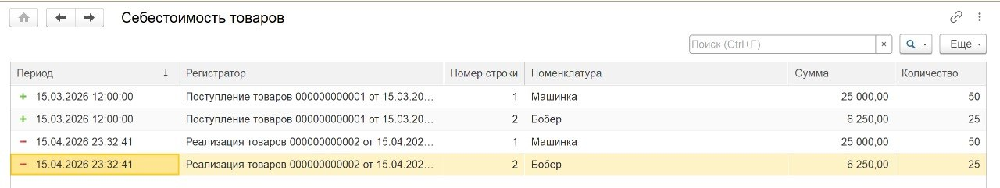 Себестоимость товаров
Поиск (Ctrl+F) × Еще
Период ↓ Регистратор Номер строки Номенклатура Сумма Количество
+ 15.03.2026 12:00:00 Поступление товаров 000000000001 от 15.03.20... 1 Машинка 25 000,00 50
+ 15.03.2026 12:00:00 Поступление товаров 000000000001 от 15.03.20... 2 Бобер 6 250,00 25
- 15.04.2026 23:32:41 Реализация товаров 000000000002 от 15.04.202... 1 Машинка 25 000,00 50
- 15.04.2026 23:32:41 Реализация товаров 000000000002 от 15.04.202... 2 Бобер 6 250,00 25